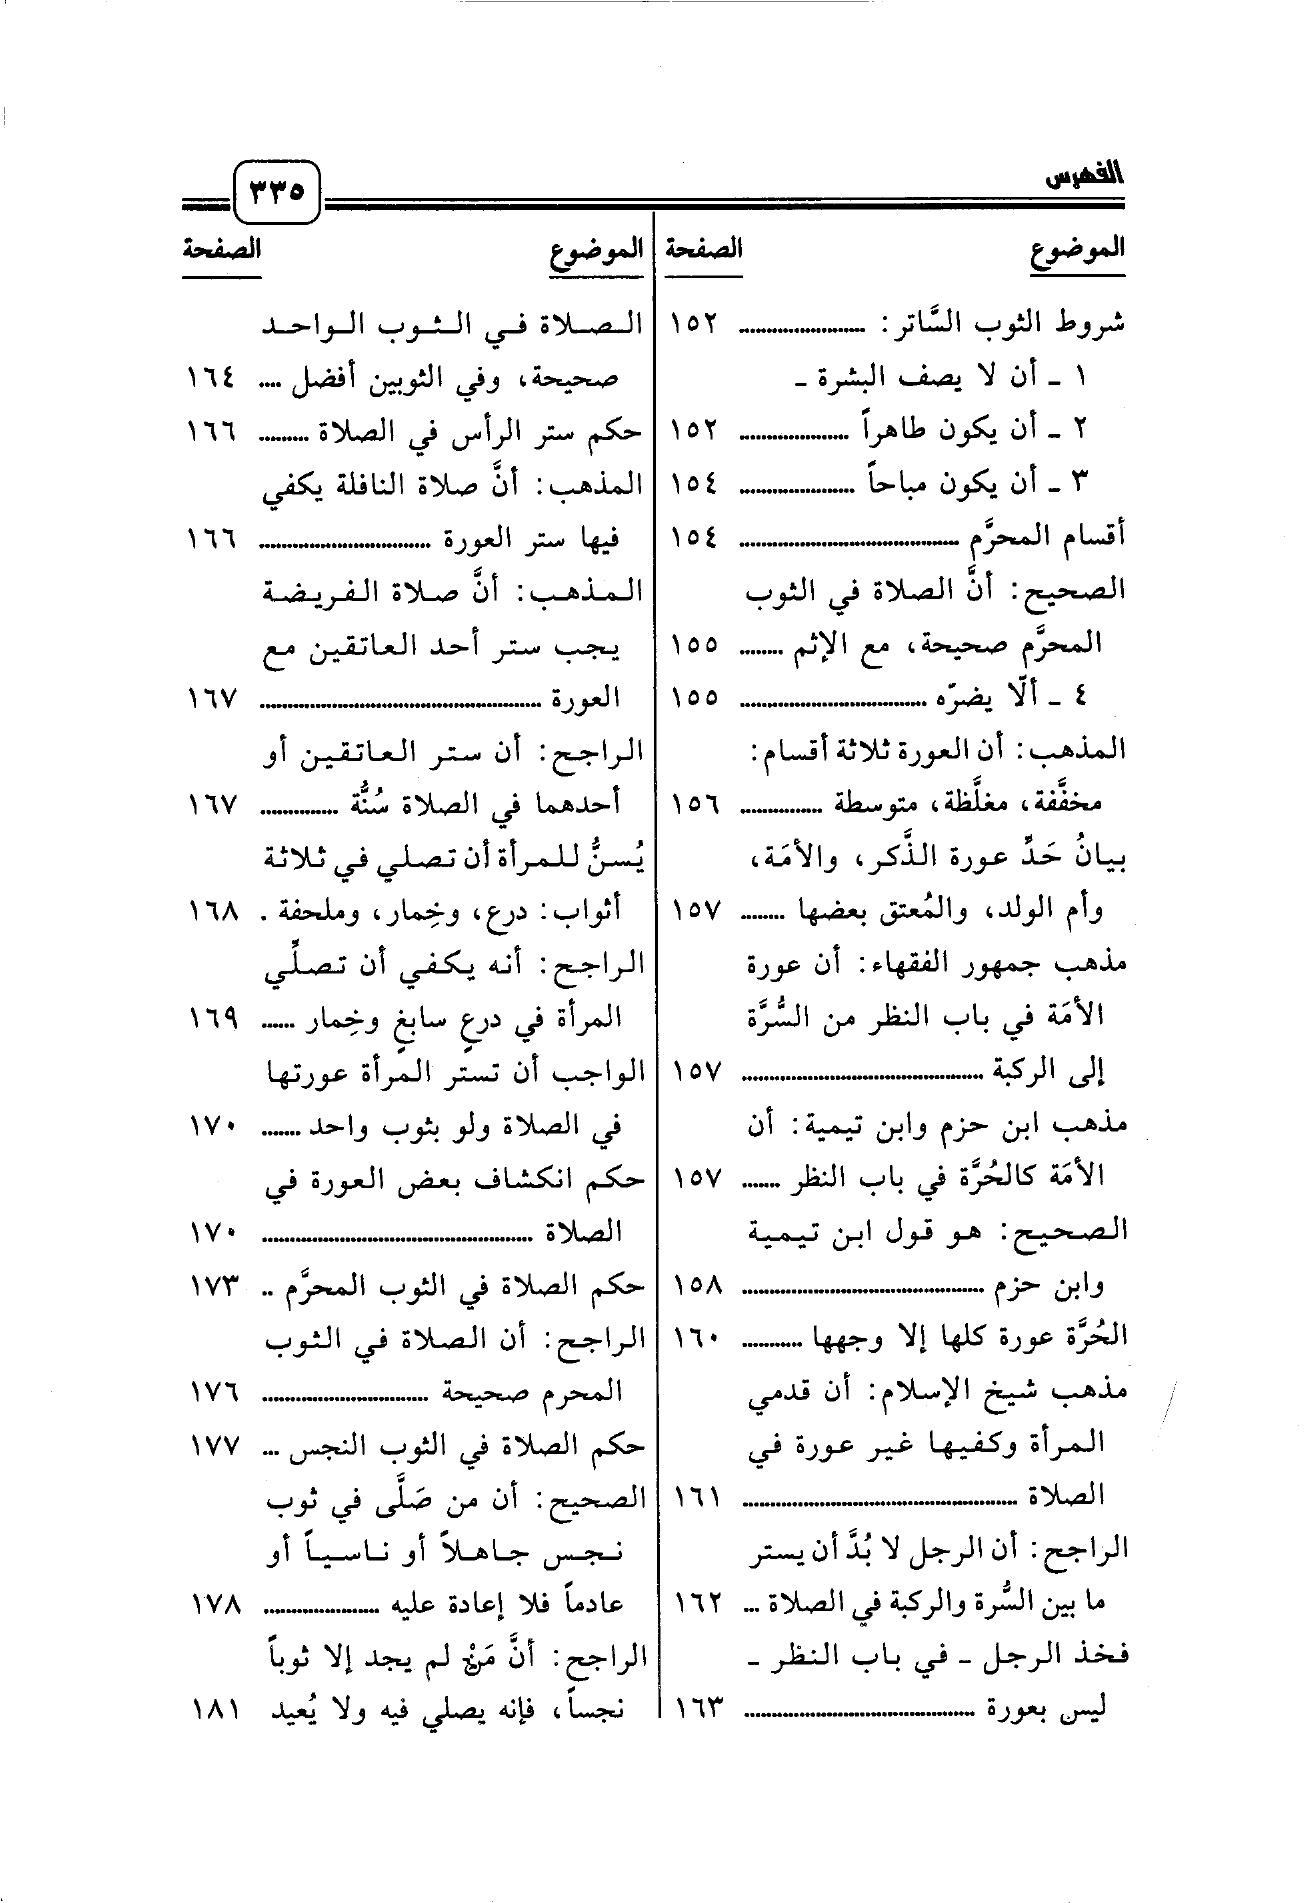 الفهرس
٣٣٥
الموضوع الصفحة
شروط الثوب السَّاتر: ........ ١٥٢
١ ـ أن لا يصف البشرة ـ
٢ ـ أن يكون طاهراً ........ ١٥٢
٣ ـ أن يكون مباحاً ........ ١٥٤
أقسام المحرَّم ........ ١٥٤
الصحيح: أنَّ الصلاة في الثوب
المحرَّم صحيحة، مع الإثم ........ ١٥٥
٤ ـ ألّا يضرّه ........ ١٥٥
المذهب: أن العورة ثلاثة أقسام:
مخفَّفة، مغلَّظة، متوسطة ........ ١٥٦
بيانُ حَدِّ عورة الذَّكر، والأمَة،
وأم الولد، والمُعتق بعضها ........ ١٥٧
مذهب جمهور الفقهاء: أن عورة
الأمَة في باب النظر من السُّرَّة
إلى الركبة ........ ١٥٧
مذهب ابن حزم وابن تيمية: أن
الأمَة كالحُرَّة في باب النظر ........ ١٥٧
الصحيح: هو قول ابن تيمية
وابن حزم ........ ١٥٨
الحُرَّة عورة كلها إلا وجهها ........ ١٦٠
مذهب شيخ الإسلام: أن قدمي
المرأة وكفيها غير عورة في
الصلاة ........ ١٦١
الراجح: أن الرجل لا بُدَّ أن يستر
ما بين السُّرة والركبة في الصلاة ... ١٦٢
فخذ الرجل ـ في باب النظر ـ
ليس بعورة ........ ١٦٣
الموضوع الصفحة
الصلاة في الثوب الواحد
صحيحة، وفي الثوبين أفضل ..... ١٦٤
حكم ستر الرأس في الصلاة ........ ١٦٦
المذهب: أنَّ صلاة النافلة يكفي
فيها ستر العورة ........ ١٦٦
المذهب: أنَّ صلاة الفريضة
يجب ستر أحد العاتقين مع
العورة ........ ١٦٧
الراجح: أن ستر العاتقين أو
أحدهما في الصلاة سُنَّة ........ ١٦٧
يُسنُّ للمرأة أن تصلي في ثلاثة
أثواب: درع، وخِمار، وملحفة . ١٦٨
الراجح: أنه يكفي أن تصلِّي
المرأة في درعٍ سابغٍ وخِمار ...... ١٦٩
الواجب أن تستر المرأة عورتها
في الصلاة ولو بثوب واحد ....... ١٧٠
حكم انكشاف بعض العورة في
الصلاة ........ ١٧٠
حكم الصلاة في الثوب المحرَّم .. ١٧٣
الراجح: أن الصلاة في الثوب
المحرم صحيحة ........ ١٧٦
حكم الصلاة في الثوب النجس ... ١٧٧
الصحيح: أن من صَلَّى في ثوب
نجس جاهلاً أو ناسياً أو
عادماً فلا إعادة عليه ........ ١٧٨
الراجح: أنَّ مَنْ لم يجد إلا ثوباً
نجساً، فإنه يصلي فيه ولا يُعيد ١٨١